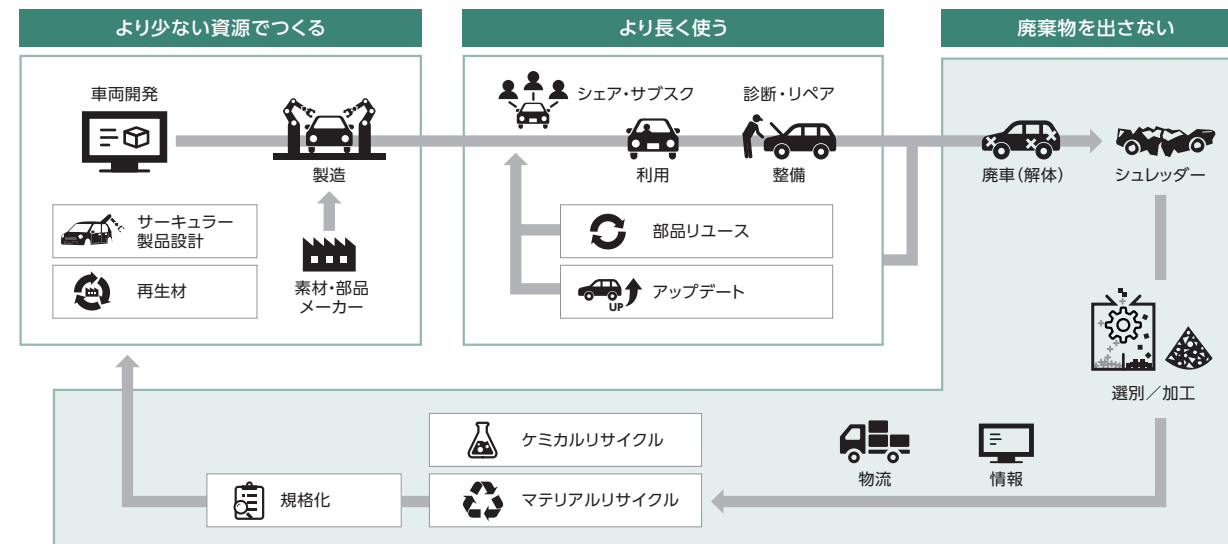 より少ない資源でつくる
より長く使う
廃棄物を出さない
車両開発
製造
サーキュラー
製品設計
再生材
素材・部品
メーカー
シェア・サブスク
診断・リペア
利用
整備
部品リユース
アップデート
UP
廃車（解体）
シュレッダー
選別／加工
物流
情報
ケミカルリサイクル
マテリアルリサイクル
規格化